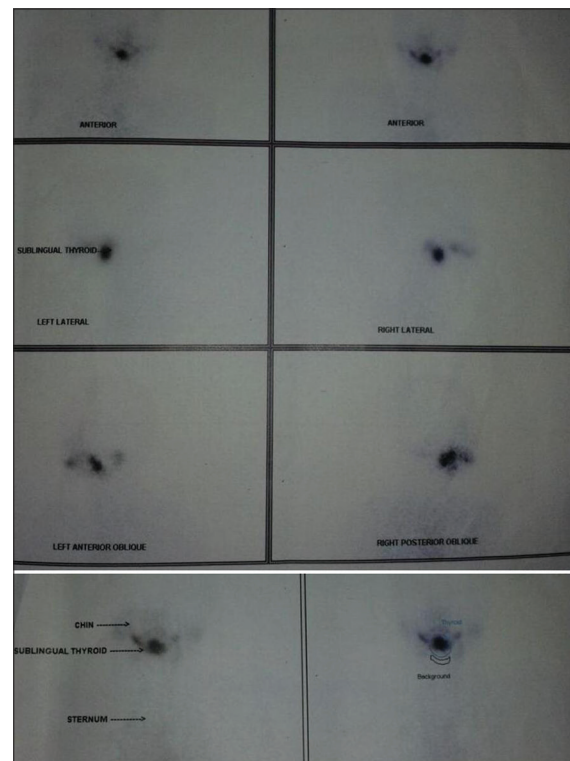 ANTERIOR
ANTERIOR
SUBLINGUAL THYROID
LEFT LATERAL
RIGHT LATERAL
LEFT ANTERIOR OBLIQUE
RIGHT POSTERIOR OBLIQUE
CHIN
SUBLINGUAL THYROID
STERNUM
Thyroid
Background